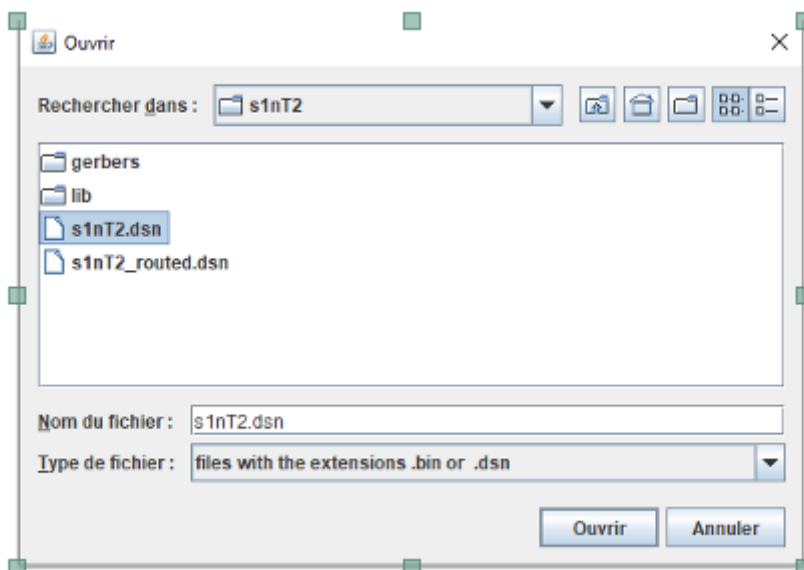 Ouvrir
Rechercher dans : s1nT2
gerbers
lib
s1nT2.dsn
s1nT2_routed.dsn
Nom du fichier : s1nT2.dsn
Type de fichier : files with the extensions .bin or .dsn
Ouvrir Annuler